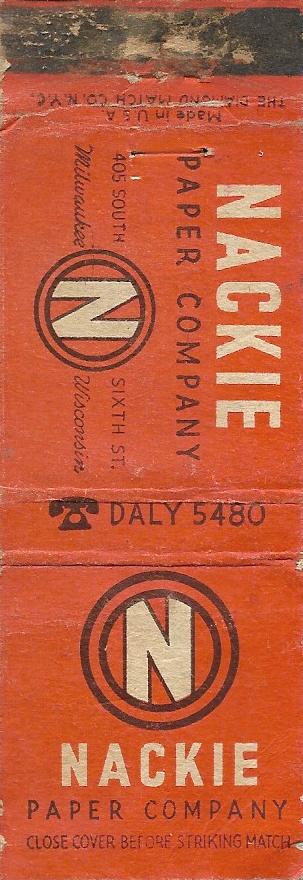 Made in U.S.A.
THE DIAMOND MATCH CO. N.Y.C.
NACKIE
PAPER COMPANY
405 SOUTH N SIXTH ST.
Milwaukee Wisconsin
DALY 5480
N
NACKIE
PAPER COMPANY
CLOSE COVER BEFORE STRIKING MATCH